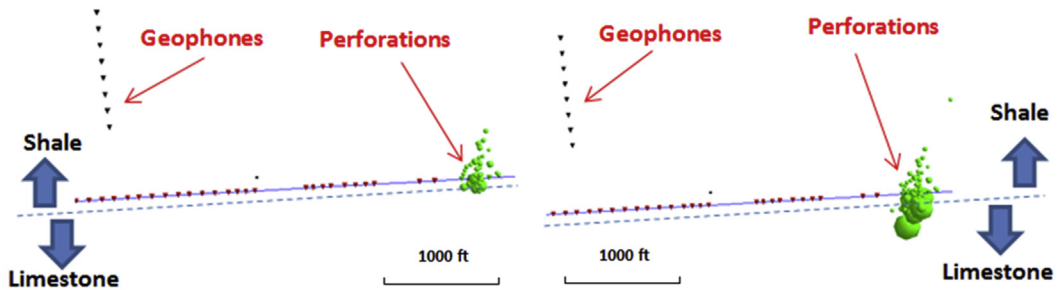 Geophones
Perforations
Shale
Limestone
1000 ft
Geophones
Perforations
Shale
Limestone
1000 ft